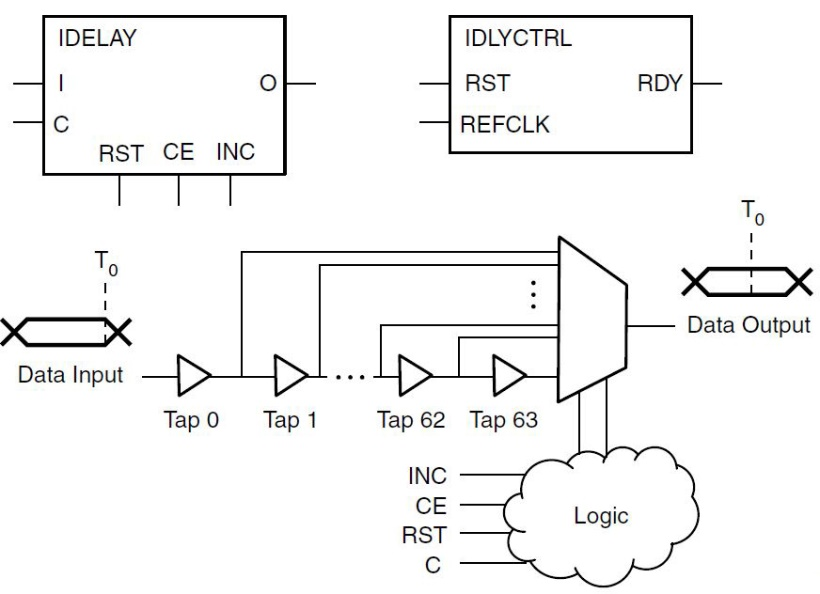 IDELAY
I
O
C
RST CE INC
IDLYCTRL
RST
RDY
REFCLK
T0
T0
Data Input
Data Output
...
Tap 0
Tap 1
Tap 62
Tap 63
INC
CE
RST
C
Logic